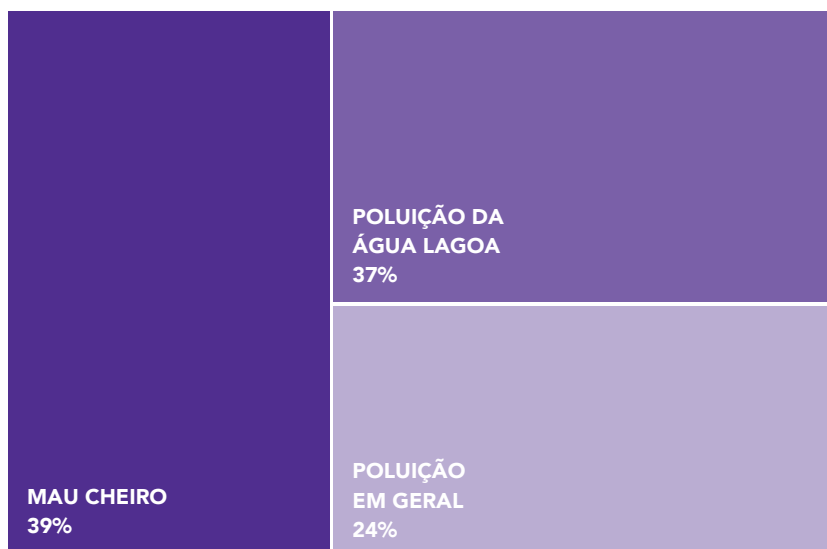 POLUIÇÃO DA
ÁGUA LAGOA
37%
MAU CHEIRO
39%
POLUIÇÃO
EM GERAL
24%